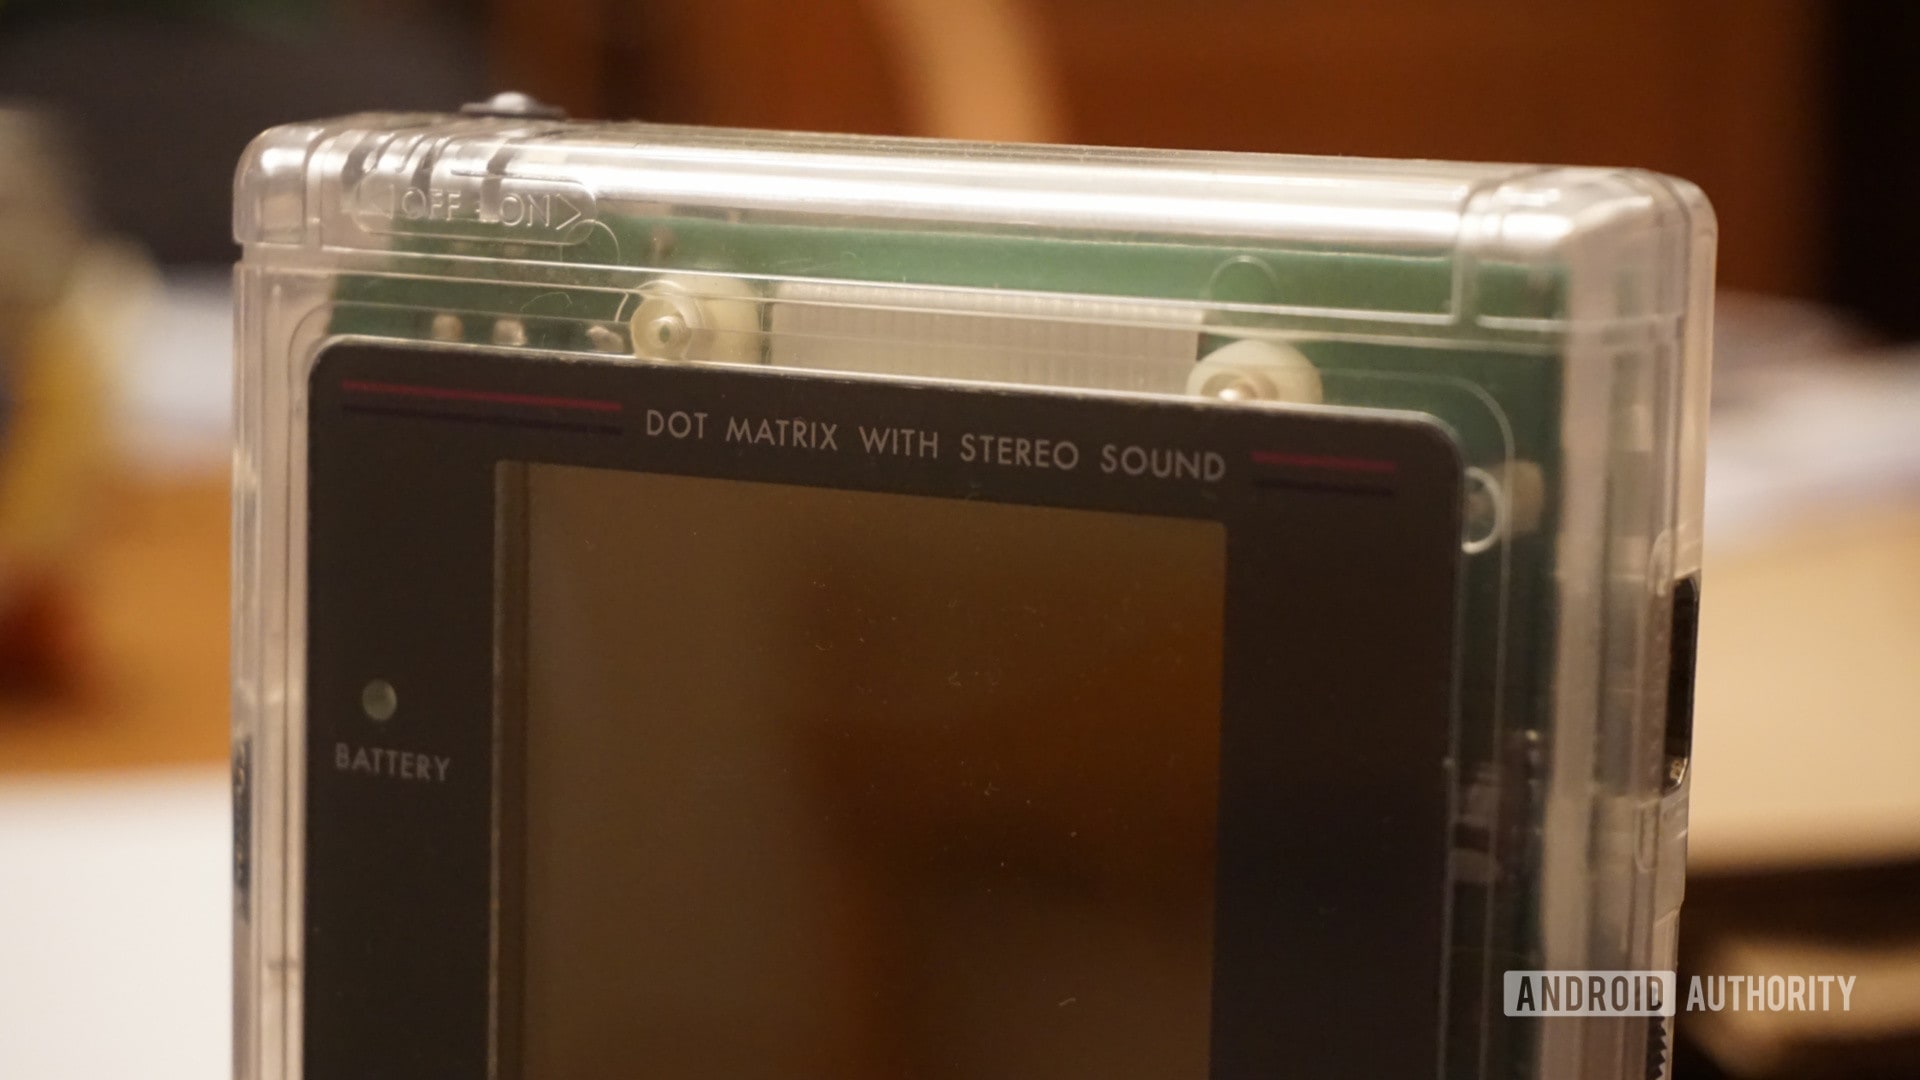 OFF ON
DOT MATRIX WITH STEREO SOUND
BATTERY
ANDROID AUTHORITY